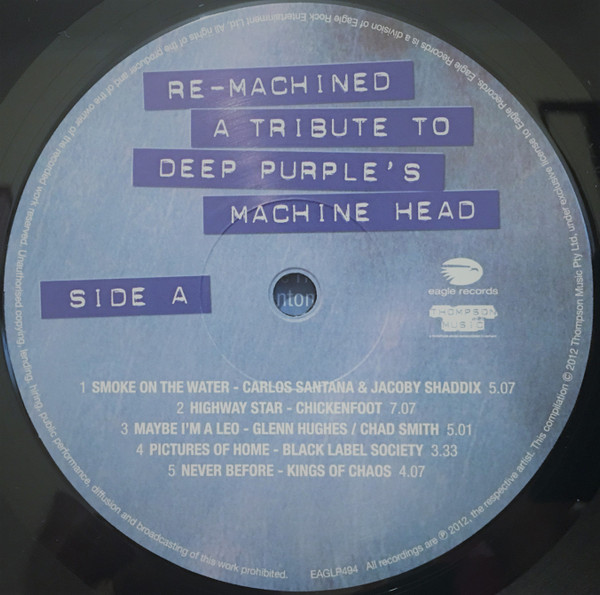 RE-MACHINED
A TRIBUTE TO
DEEP PURPLE'S
MACHINE HEAD
SIDE A
eagle records
THOMPSON
MUSIC
1 SMOKE ON THE WATER - CARLOS SANTANA & JACOBY SHADDIX 5.07
2 HIGHWAY STAR - CHICKENFOOT 7.07
3 MAYBE I'M A LEO - GLENN HUGHES / CHAD SMITH 5.01
4 PICTURES OF HOME - BLACK LABEL SOCIETY 3.33
5 NEVER BEFORE - KINGS OF CHAOS 4.07
EAGLP494 All recordings are ℗ 2012, the respective artist. This compilation © 2012 Thompson Music Pty Ltd, under exclusive license to Eagle Records. Eagle Records is a division of Eagle Rock Entertainment Ltd. All rights of the producer and of the owner of the recorded work reserved. Unauthorised copying, lending, hiring, public performance, diffusion and broadcasting of this work prohibited.